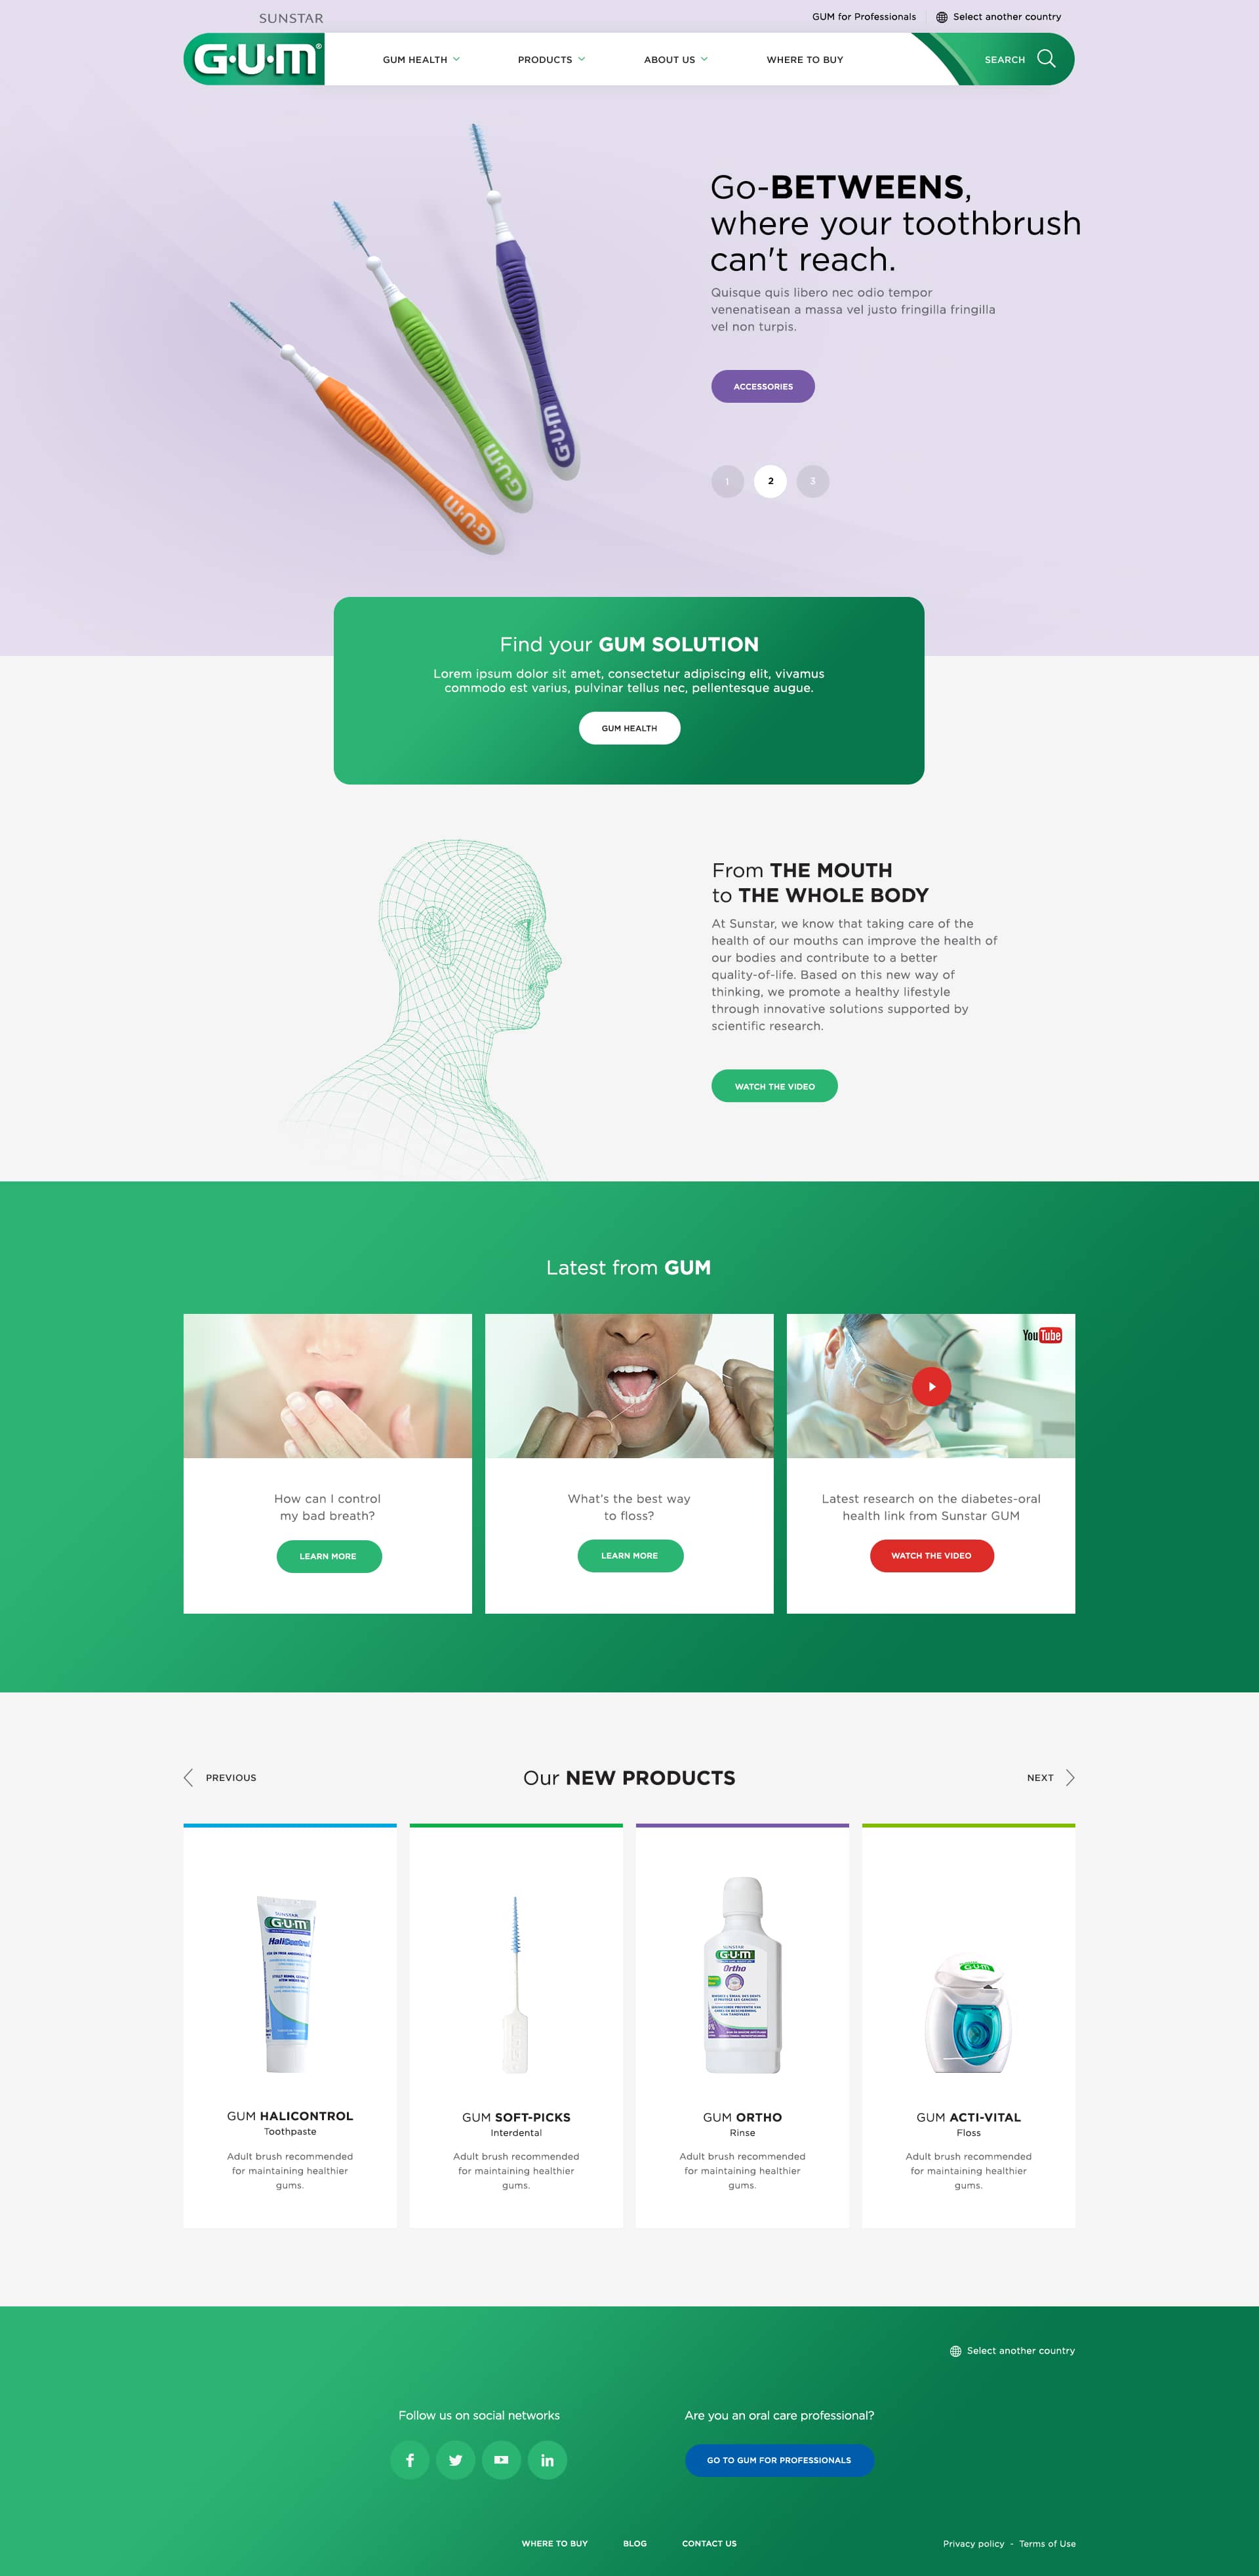 SUNSTAR
GUM for Professionals
Select another country
G·U·M®
GUM HEALTH
PRODUCTS
ABOUT US
WHERE TO BUY
SEARCH
Go-BETWEENS,
where your toothbrush
can't reach.
Quisque quis libero nec odio tempor
venenatisean a massa vel justo fringilla fringilla
vel non turpis.
ACCESSORIES
1
2
3
G·U·M
G·U·M
G·U·M
Find your GUM SOLUTION
Lorem ipsum dolor sit amet, consectetur adipiscing elit, vivamus
commodo est varius, pulvinar tellus nec, pellentesque augue.
GUM HEALTH
From THE MOUTH
to THE WHOLE BODY
At Sunstar, we know that taking care of the
health of our mouths can improve the health of
our bodies and contribute to a better
quality-of-life. Based on this new way of
thinking, we promote a healthy lifestyle
through innovative solutions supported by
scientific research.
WATCH THE VIDEO
Latest from GUM
YouTube
How can I control
my bad breath?
LEARN MORE
What's the best way
to floss?
LEARN MORE
Latest research on the diabetes-oral
health link from Sunstar GUM
WATCH THE VIDEO
PREVIOUS
Our NEW PRODUCTS
NEXT
SUNSTAR
G·U·M
HaliControl
SUNSTAR
G·U·M
Ortho
GUM
GUM HALICONTROL
Toothpaste
Adult brush recommended
for maintaining healthier
gums.
GUM SOFT-PICKS
Interdental
Adult brush recommended
for maintaining healthier
gums.
GUM ORTHO
Rinse
Adult brush recommended
for maintaining healthier
gums.
GUM ACTI-VITAL
Floss
Adult brush recommended
for maintaining healthier
gums.
Select another country
Follow us on social networks
Are you an oral care professional?
GO TO GUM FOR PROFESSIONALS
WHERE TO BUY
BLOG
CONTACT US
Privacy policy - Terms of Use